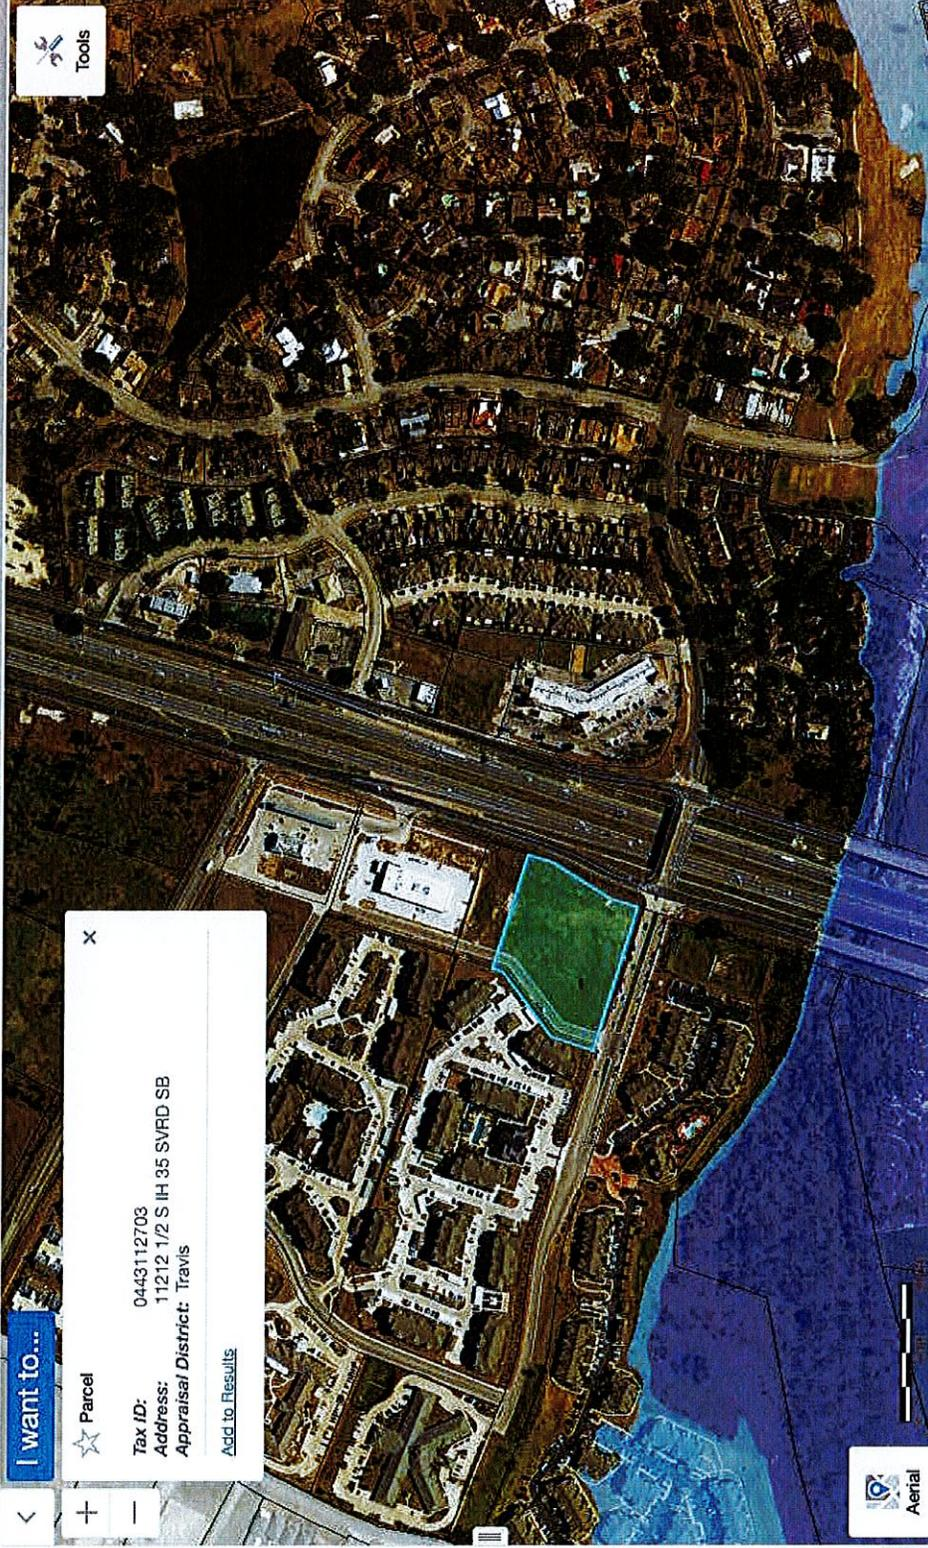 I want to...
Tools
Parcel
Tax ID: 0443112703
Address: 11212 1/2 S IH 35 SVRD SB
Appraisal District: Travis
Add to Results
Aerial